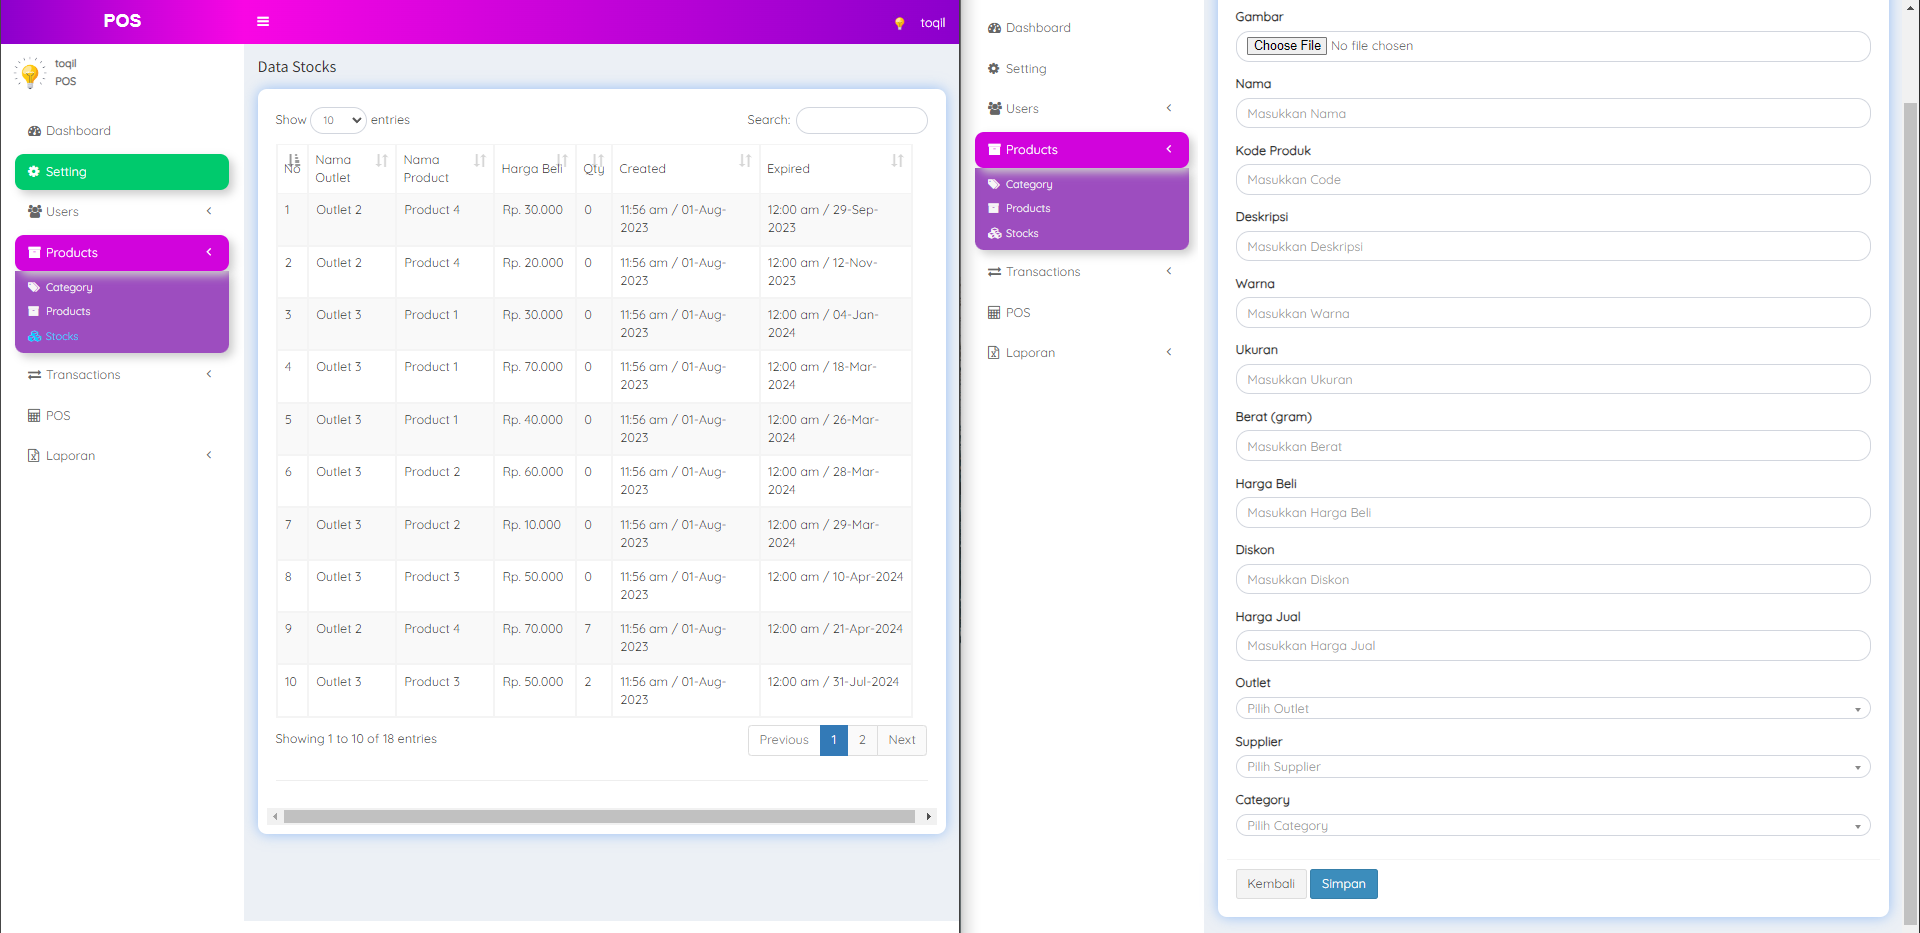 POS
toqil
toqil
POS
Dashboard
Setting
Users
Products
Category
Products
Stocks
Transactions
POS
Laporan
Data Stocks
Show 10 entries
Search:
No Nama Outlet Nama Product Harga Beli Qty Created Expired
1 Outlet 2 Product 4 Rp. 30.000 0 11:56 am / 01-Aug-2023 12:00 am / 29-Sep-2023
2 Outlet 2 Product 4 Rp. 20.000 0 11:56 am / 01-Aug-2023 12:00 am / 12-Nov-2023
3 Outlet 3 Product 1 Rp. 30.000 0 11:56 am / 01-Aug-2023 12:00 am / 04-Jan-2024
4 Outlet 3 Product 1 Rp. 70.000 0 11:56 am / 01-Aug-2023 12:00 am / 18-Mar-2024
5 Outlet 3 Product 1 Rp. 40.000 0 11:56 am / 01-Aug-2023 12:00 am / 26-Mar-2024
6 Outlet 3 Product 2 Rp. 60.000 0 11:56 am / 01-Aug-2023 12:00 am / 28-Mar-2024
7 Outlet 3 Product 2 Rp. 10.000 0 11:56 am / 01-Aug-2023 12:00 am / 29-Mar-2024
8 Outlet 3 Product 3 Rp. 50.000 0 11:56 am / 01-Aug-2023 12:00 am / 10-Apr-2024
9 Outlet 2 Product 4 Rp. 70.000 7 11:56 am / 01-Aug-2023 12:00 am / 21-Apr-2024
10 Outlet 3 Product 3 Rp. 50.000 2 11:56 am / 01-Aug-2023 12:00 am / 31-Jul-2024
Showing 1 to 10 of 18 entries
Previous 1 2 Next
Dashboard
Setting
Users
Products
Category
Products
Stocks
Transactions
POS
Laporan
Gambar
Choose File No file chosen
Nama
Masukkan Nama
Kode Produk
Masukkan Code
Deskripsi
Masukkan Deskripsi
Warna
Masukkan Warna
Ukuran
Masukkan Ukuran
Berat (gram)
Masukkan Berat
Harga Beli
Masukkan Harga Beli
Diskon
Masukkan Diskon
Harga Jual
Masukkan Harga Jual
Outlet
Pilih Outlet
Supplier
Pilih Supplier
Category
Pilih Category
Kembali Simpan